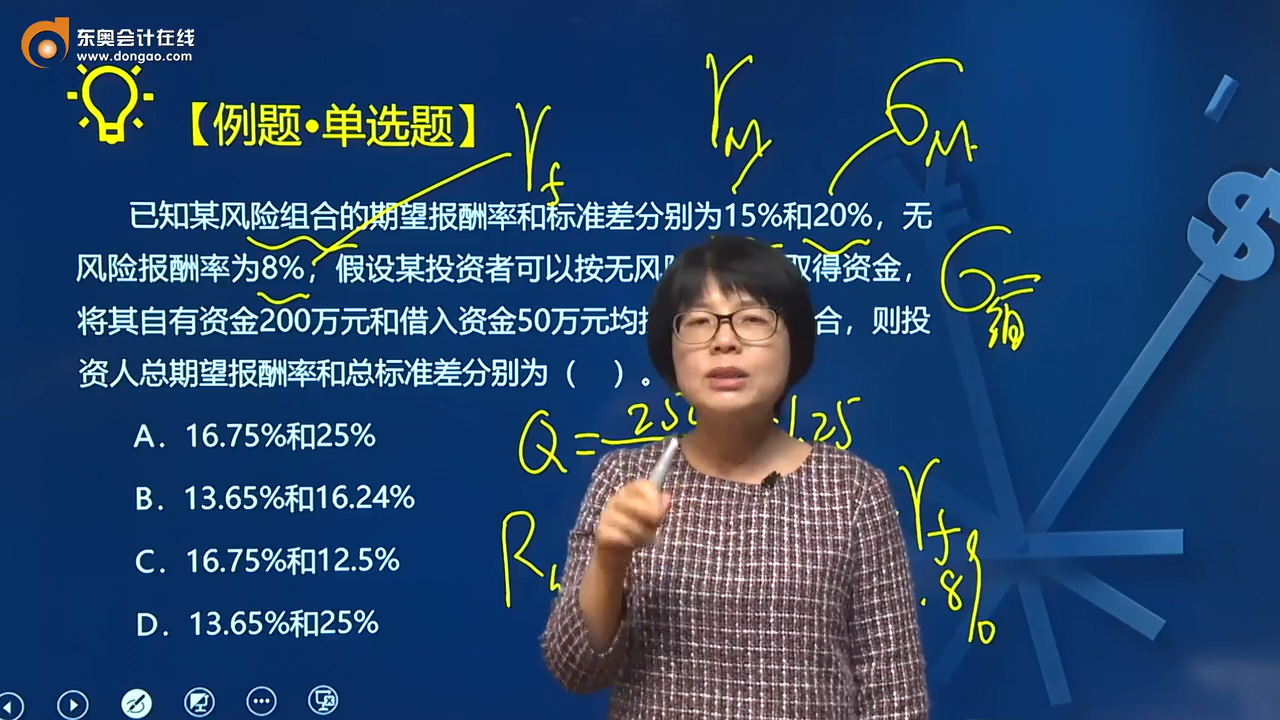 东奥会计在线
www.dongao.com
【例题•单选题】
r_f
r_M
σ_M
已知某风险组合的期望报酬率和标准差分别为15%和20%，无
风险报酬率为8%，假设某投资者可以按无风 取得资金，
σ组
将其自有资金200万元和借入资金50万元均 合，则投
资人总期望报酬率和总标准差分别为（ ）。
Q = 25 1.25
A．16.75%和25%
B．13.65%和16.24%
r_f
R
C．16.75%和12.5%
.8%
D．13.65%和25%